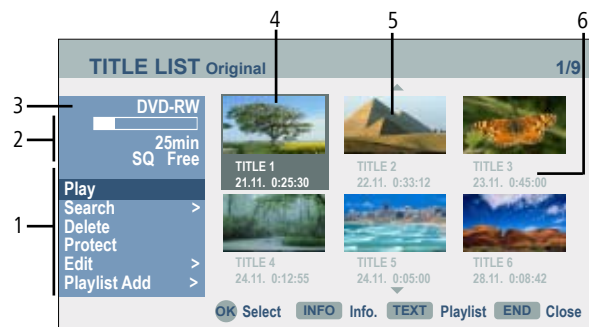 4 5 6
TITLE LIST Original 1/9
3 DVD-RW
2 25min
SQ Free
1
Play
Search >
Delete
Protect
Edit >
Playlist Add >
TITLE 1
21.11. 0:25:30
TITLE 2
22.11. 0:33:12
TITLE 3
23.11. 0:45:00
TITLE 4
24.11. 0:12:55
TITLE 5
24.11. 0:05:00
TITLE 6
28.11. 0:08:42
OK Select INFO Info. TEXT Playlist END Close